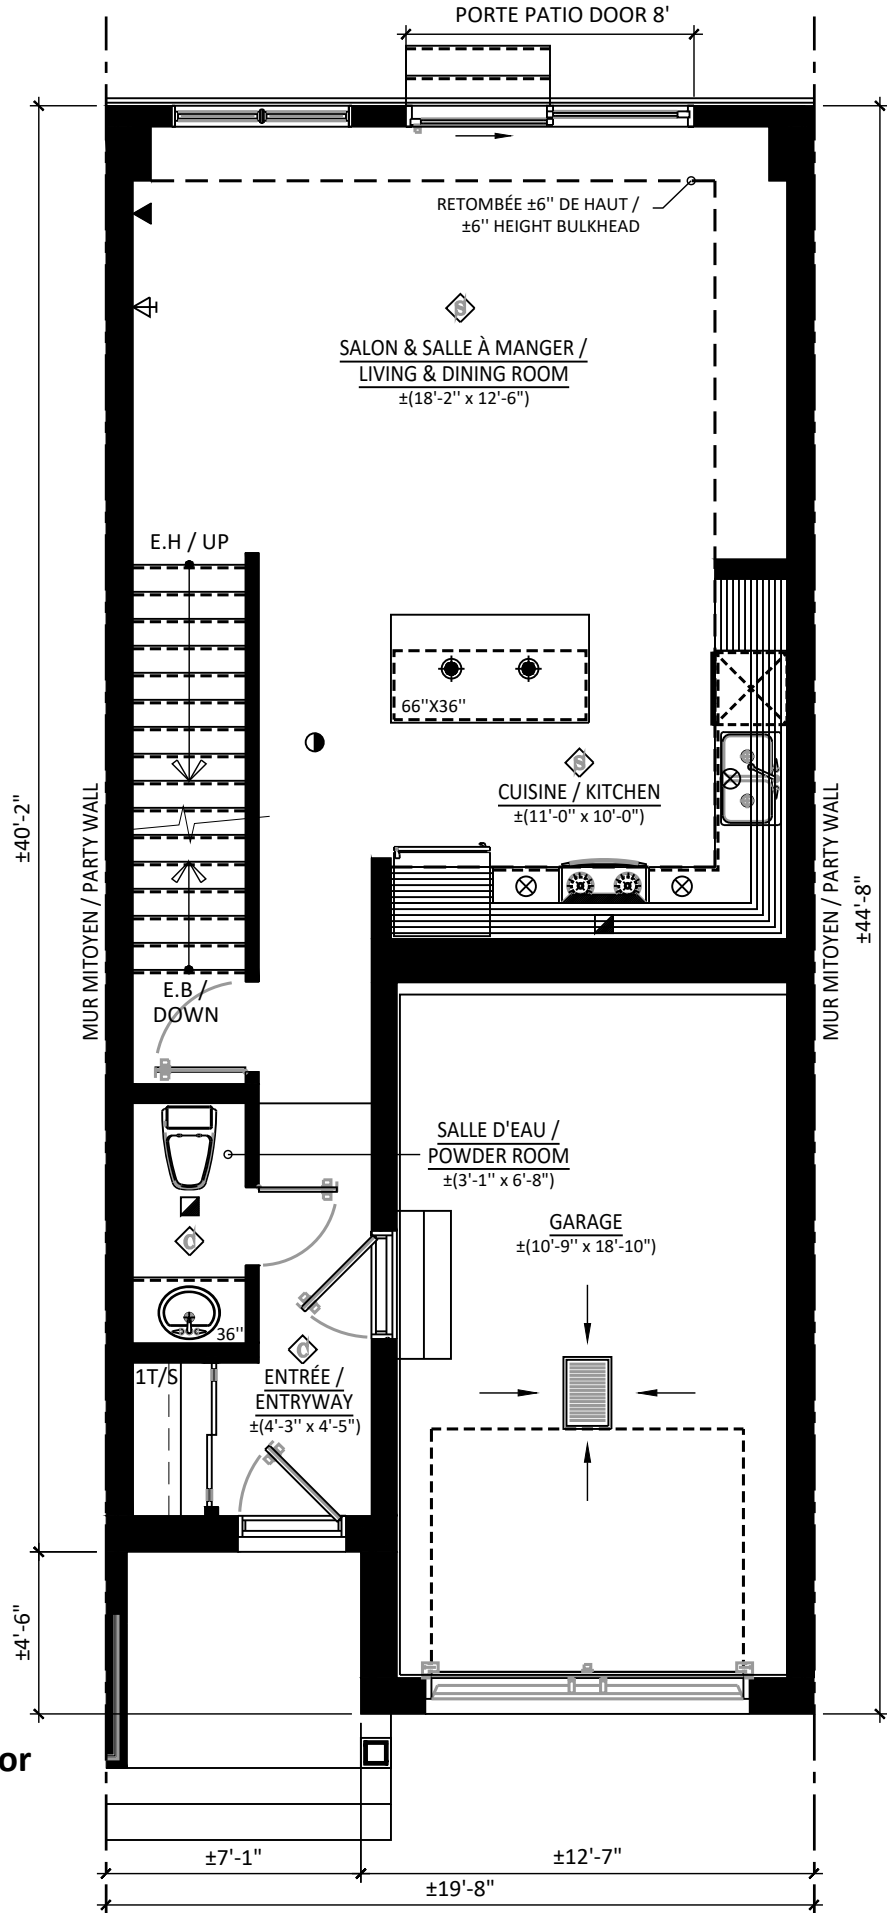 PORTE PATIO DOOR 8'
RETOMBÉE ±6'' DE HAUT /
±6'' HEIGHT BULKHEAD
SALON & SALLE À MANGER /
LIVING & DINING ROOM
±(18'-2'' x 12'-6")
E.H / UP
66''X36''
CUISINE / KITCHEN
±(11'-0'' x 10'-0")
±40'-2"
MUR MITOYEN / PARTY WALL
MUR MITOYEN / PARTY WALL
±44'-8"
E.B /
DOWN
SALLE D'EAU /
POWDER ROOM
±(3'-1'' x 6'-8")
GARAGE
±(10'-9'' x 18'-10")
36''
1T/S
ENTRÉE /
ENTRYWAY
±(4'-3'' x 4'-5")
±4'-6"
or
±7'-1"
±12'-7"
±19'-8"